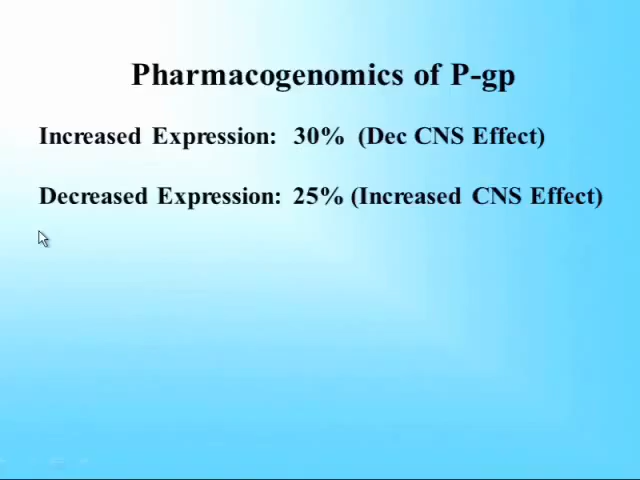 Pharmacogenomics of P-gp
Increased Expression: 30% (Dec CNS Effect)
Decreased Expression: 25% (Increased CNS Effect)